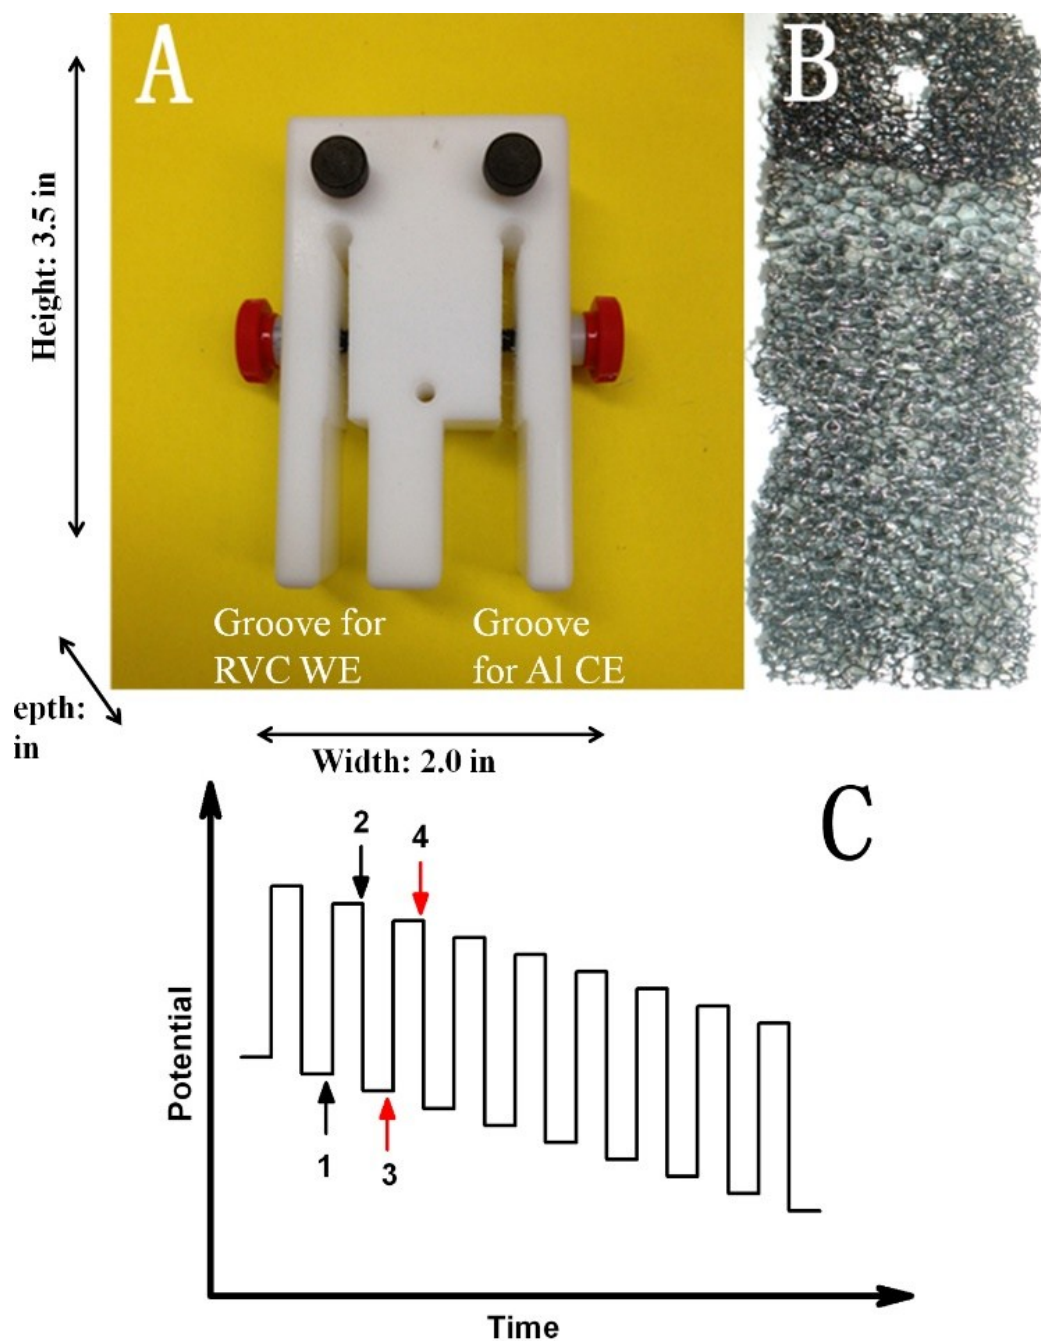 A
B
Height: 3.5 in
Groove for
RVC WE
Groove
for Al CE
epth:
in
Width: 2.0 in
C
2
4
1
3
Potential
Time